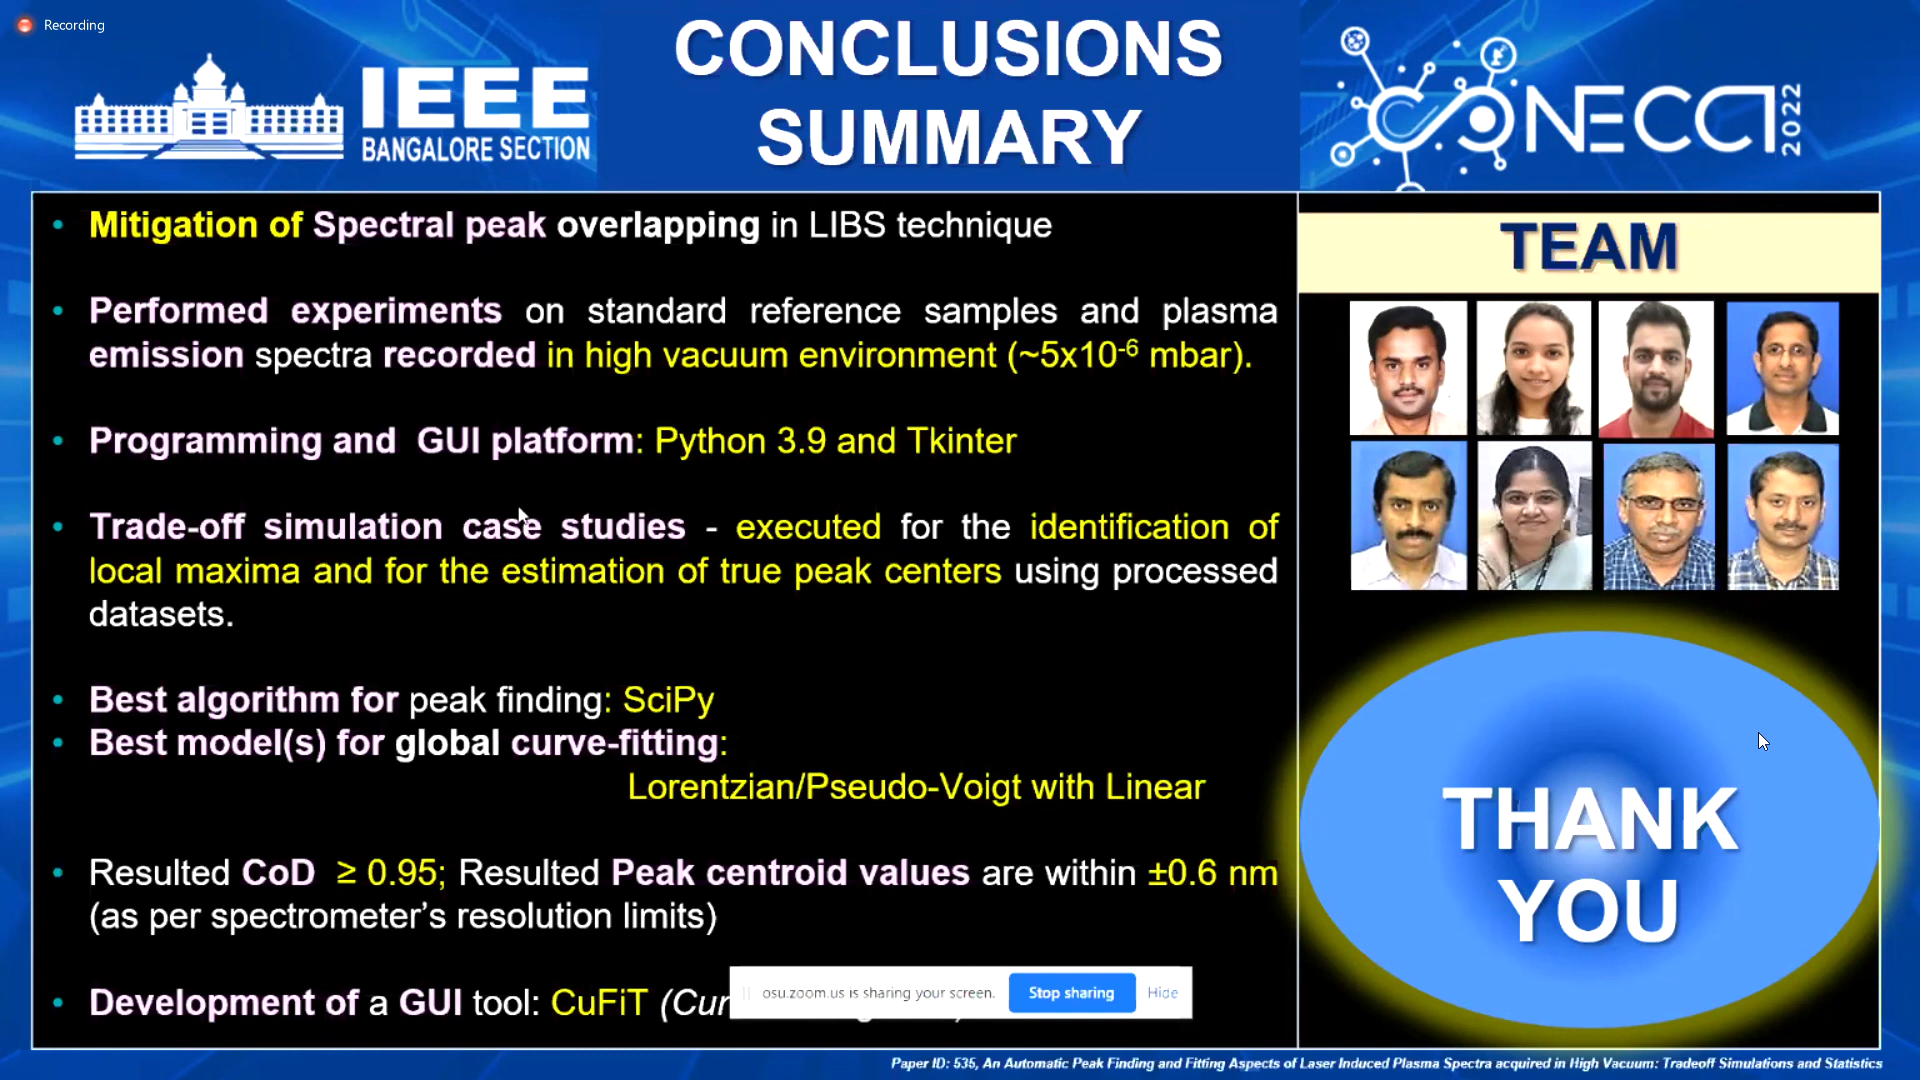 Recording
IEEE
BANGALORE SECTION
CONCLUSIONS
SUMMARY
CONECCT
2022
• Mitigation of Spectral peak overlapping in LIBS technique
• Performed experiments on standard reference samples and plasma
emission spectra recorded in high vacuum environment (~5x10⁻⁶ mbar).
• Programming and GUI platform: Python 3.9 and Tkinter
• Trade-off simulation case studies - executed for the identification of
local maxima and for the estimation of true peak centers using processed
datasets.
• Best algorithm for peak finding: SciPy
• Best model(s) for global curve-fitting:
Lorentzian/Pseudo-Voigt with Linear
• Resulted CoD ≥ 0.95; Resulted Peak centroid values are within ±0.6 nm
(as per spectrometer’s resolution limits)
• Development of a GUI tool: CuFiT
osu.zoom.us is sharing your screen. Stop sharing Hide
TEAM
THANK
YOU
Paper ID: 535, An Automatic Peak Finding and Fitting Aspects of Laser Induced Plasma Spectra acquired in High Vacuum: Tradeoff Simulations and Statistics